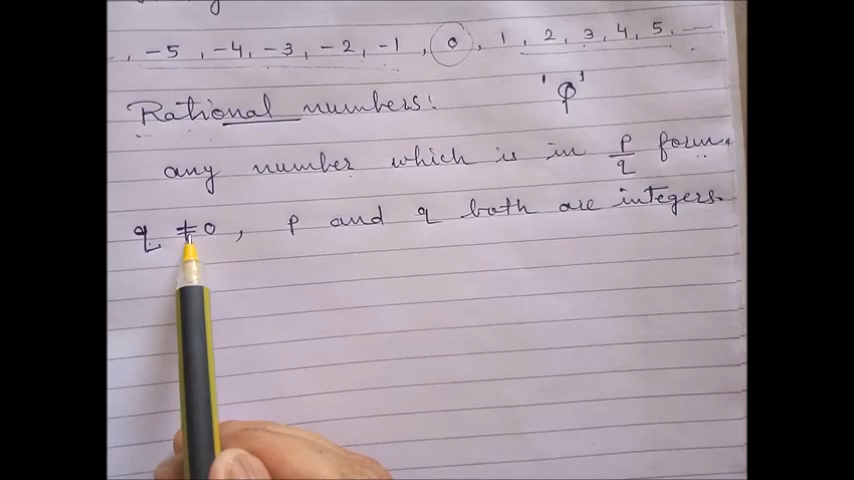 , -5, -4, -3, -2, -1, 0, 1, 2, 3, 4, 5, ....
Rational numbers: 'φ'
any number which is in p/q form.
q ≠ 0, p and q both are integers.